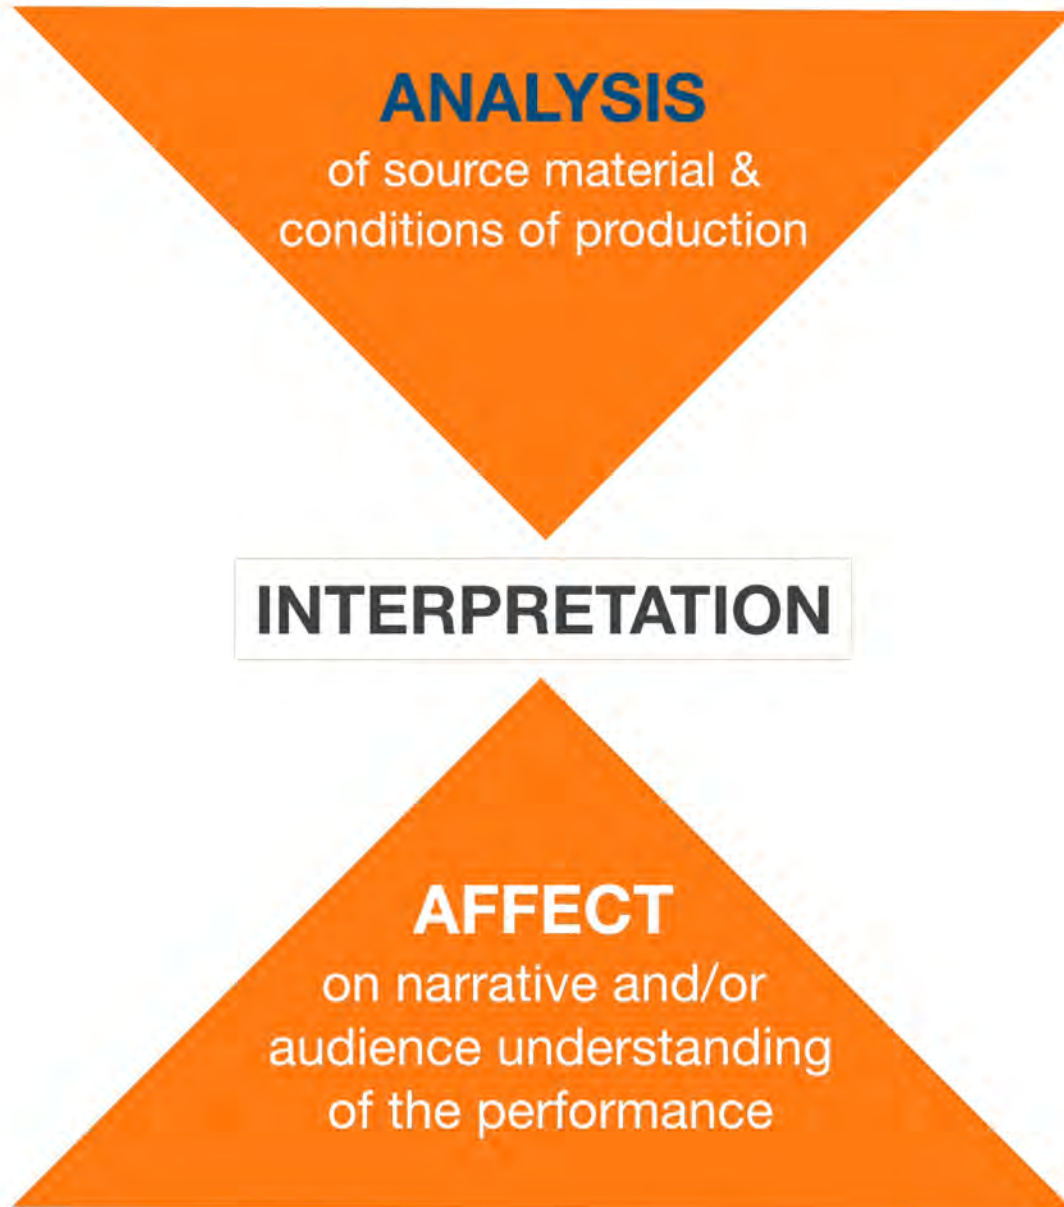 ANALYSIS
of source material &
conditions of production
INTERPRETATION
AFFECT
on narrative and/or
audience understanding
of the performance